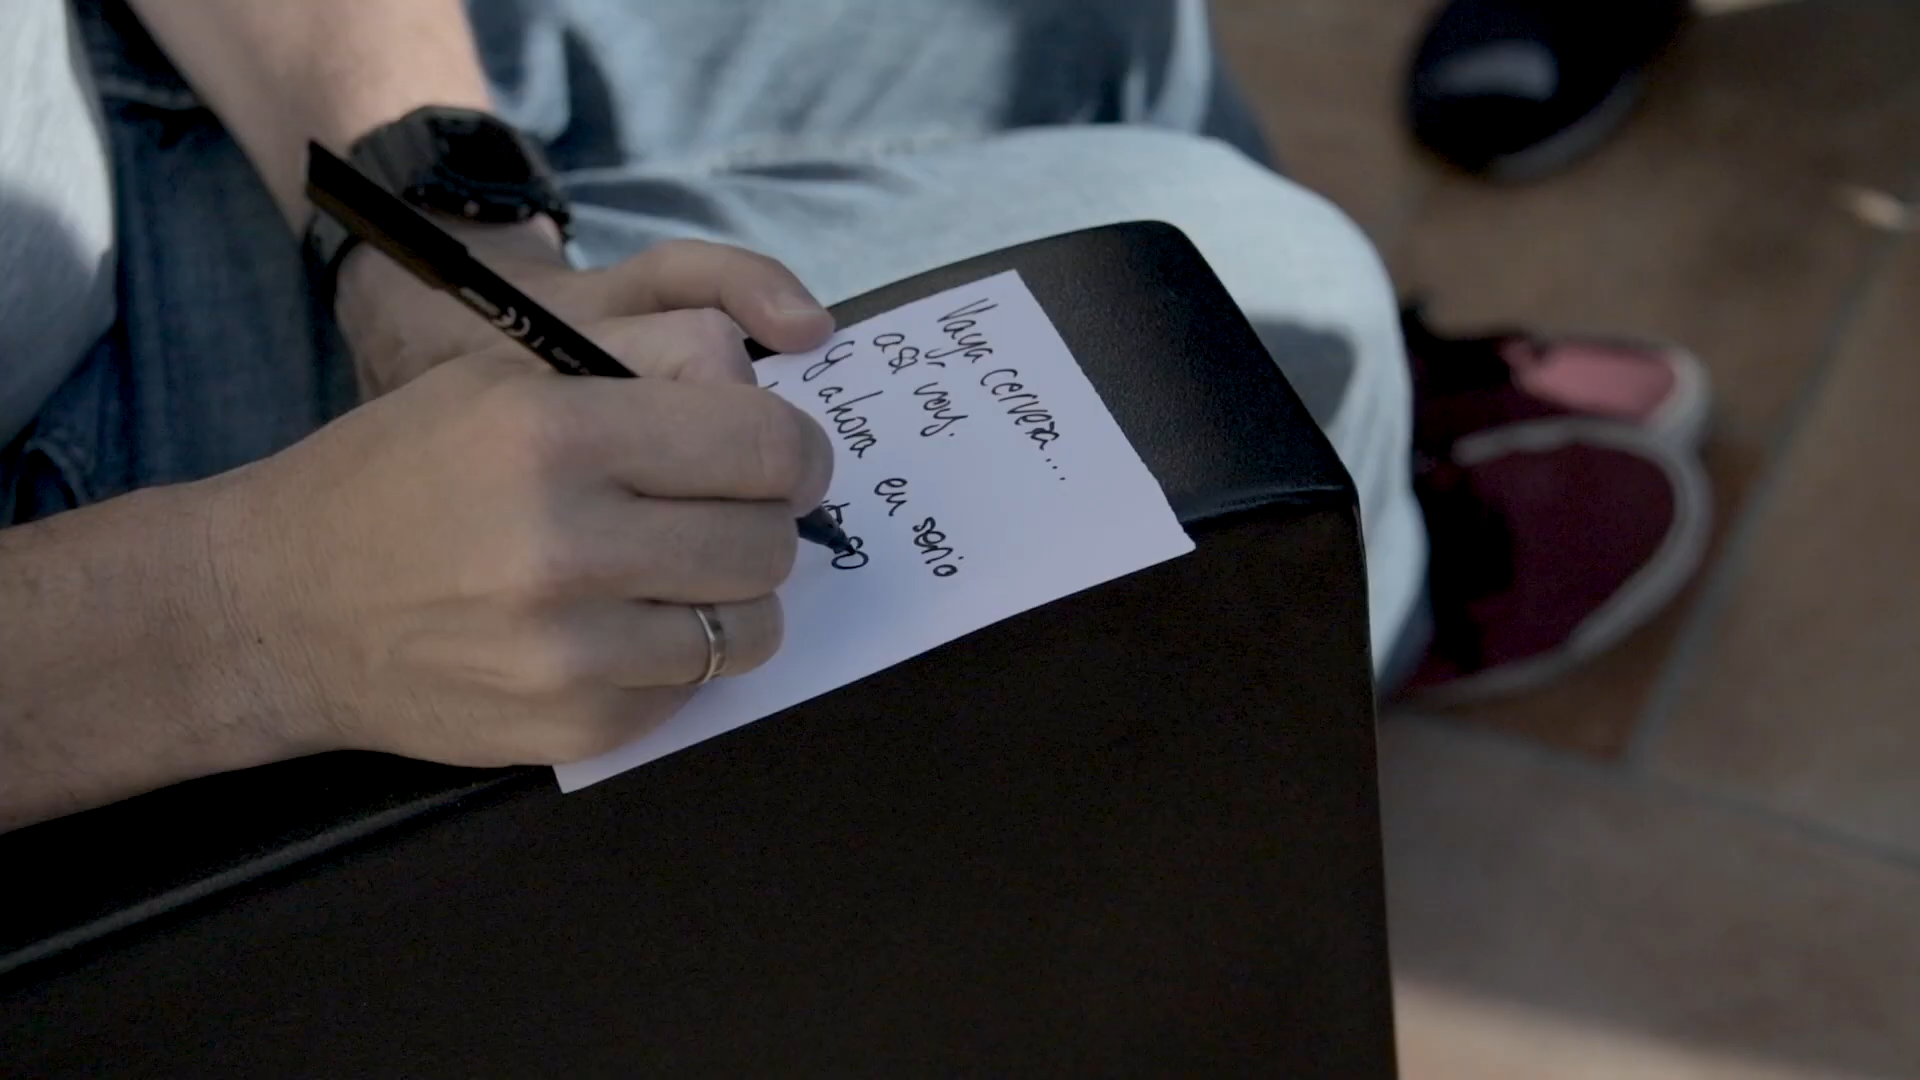 Vaya cerveza...
así voy.
y ahora en serio